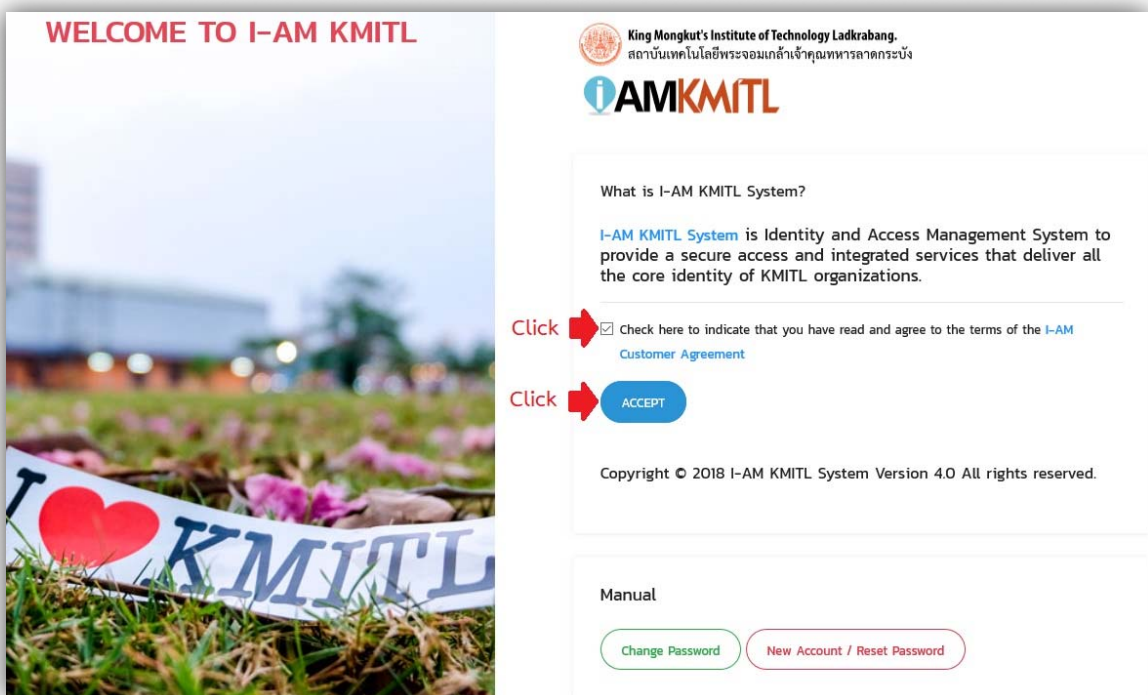 WELCOME TO I-AM KMITL
I ❤ KMITL
King Mongkut's Institute of Technology Ladkrabang.
สถาบันเทคโนโลยีพระจอมเกล้าเจ้าคุณทหารลาดกระบัง
iAMKMITL
What is I-AM KMITL System?
I-AM KMITL System is Identity and Access Management System to
provide a secure access and integrated services that deliver all
the core identity of KMITL organizations.
Click
Check here to indicate that you have read and agree to the terms of the I-AM
Customer Agreement
Click
ACCEPT
Copyright © 2018 I-AM KMITL System Version 4.0 All rights reserved.
Manual
Change Password
New Account / Reset Password